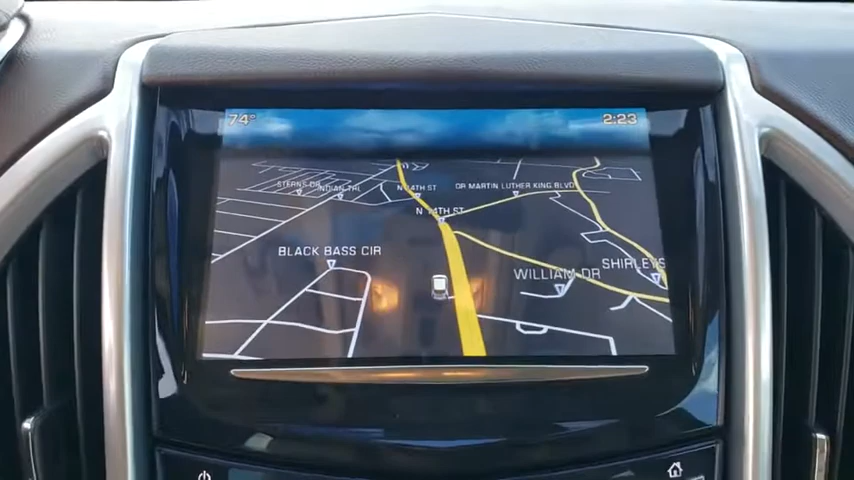 74°
2:23
STERNS DR
INDIAN TRL
N 14TH ST
DR MARTIN LUTHER KING BLVD
N 14TH ST
BLACK BASS CIR
WILLIAM DR
SHIRLEYS